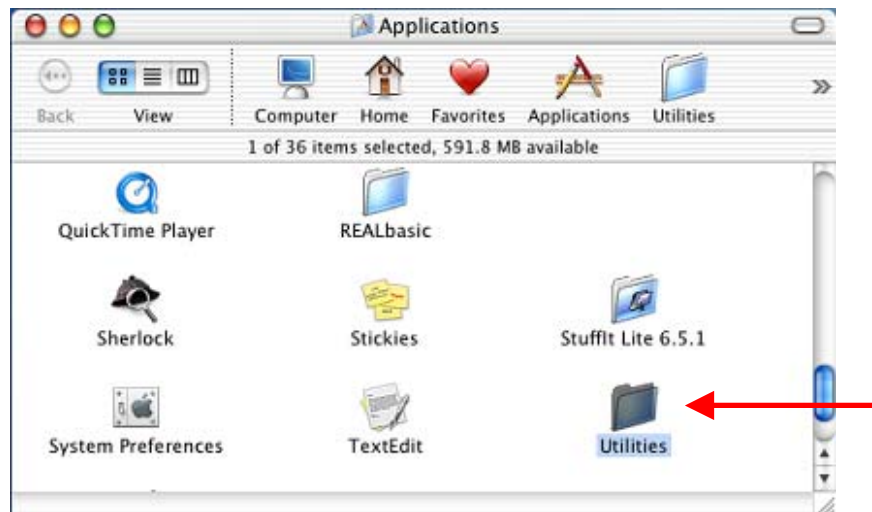 Applications
Back View Computer Home Favorites Applications Utilities
1 of 36 items selected, 591.8 MB available
QuickTime Player REALbasic
Sherlock Stickies StuffIt Lite 6.5.1
System Preferences TextEdit Utilities